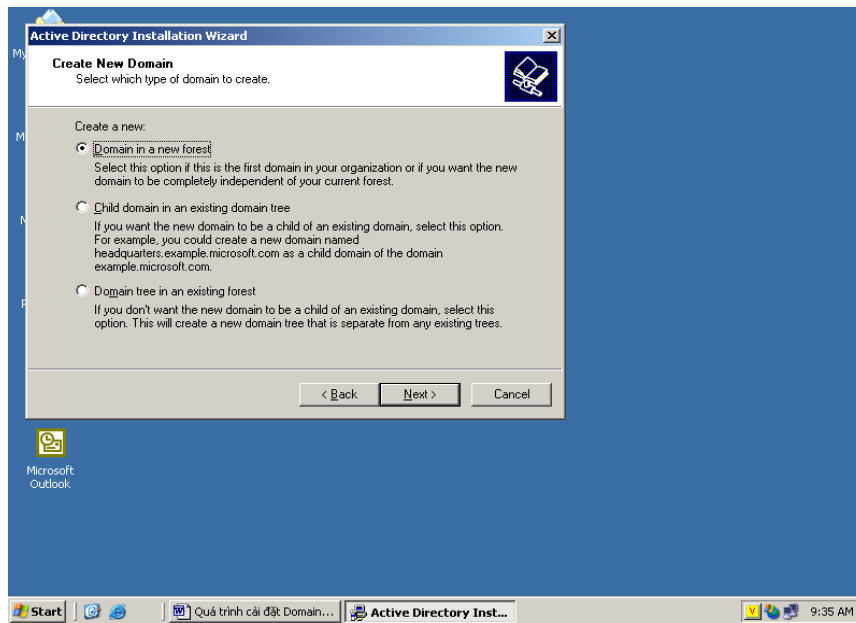 My
Active Directory Installation Wizard
Create New Domain
Select which type of domain to create.
Create a new:
Domain in a new forest
Select this option if this is the first domain in your organization or if you want the new
domain to be completely independent of your current forest.
Child domain in an existing domain tree
If you want the new domain to be a child of an existing domain, select this option.
For example, you could create a new domain named
headquarters.example.microsoft.com as a child domain of the domain
example.microsoft.com.
Domain tree in an existing forest
If you don't want the new domain to be a child of an existing domain, select this
option. This will create a new domain tree that is separate from any existing trees.
< Back
Next >
Cancel
Microsoft
Outlook
Start
Quá trình cài đặt Domain...
Active Directory Inst...
V
9:35 AM